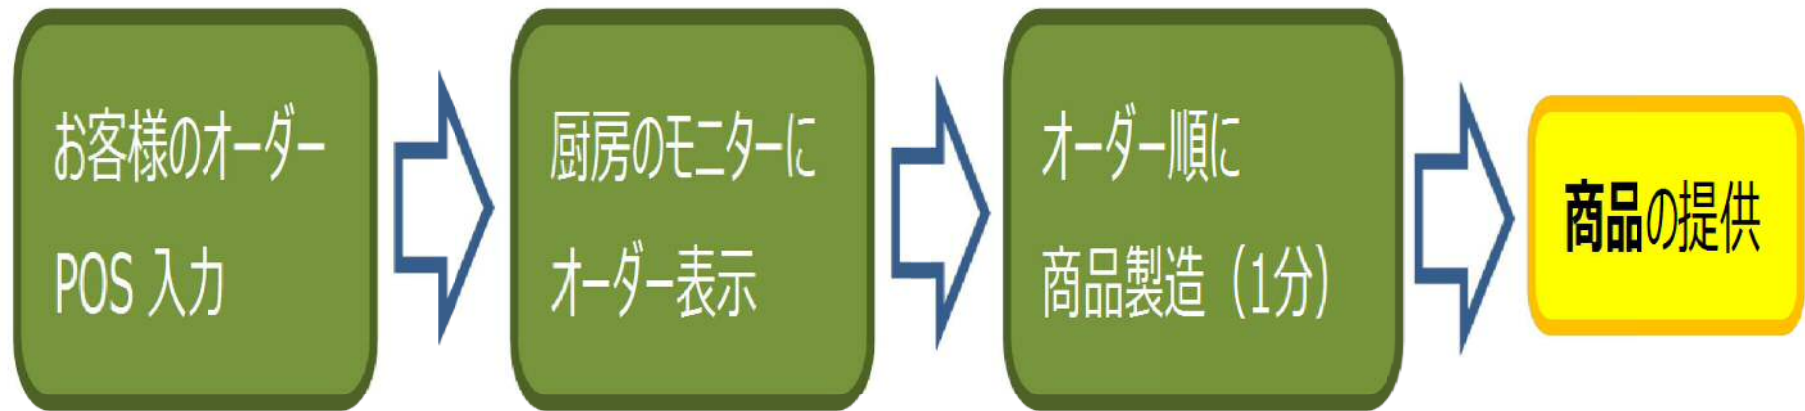 お客様のオーダー
POS 入力
厨房のモニターに
オーダー表示
オーダー順に
商品製造（1分）
商品の提供